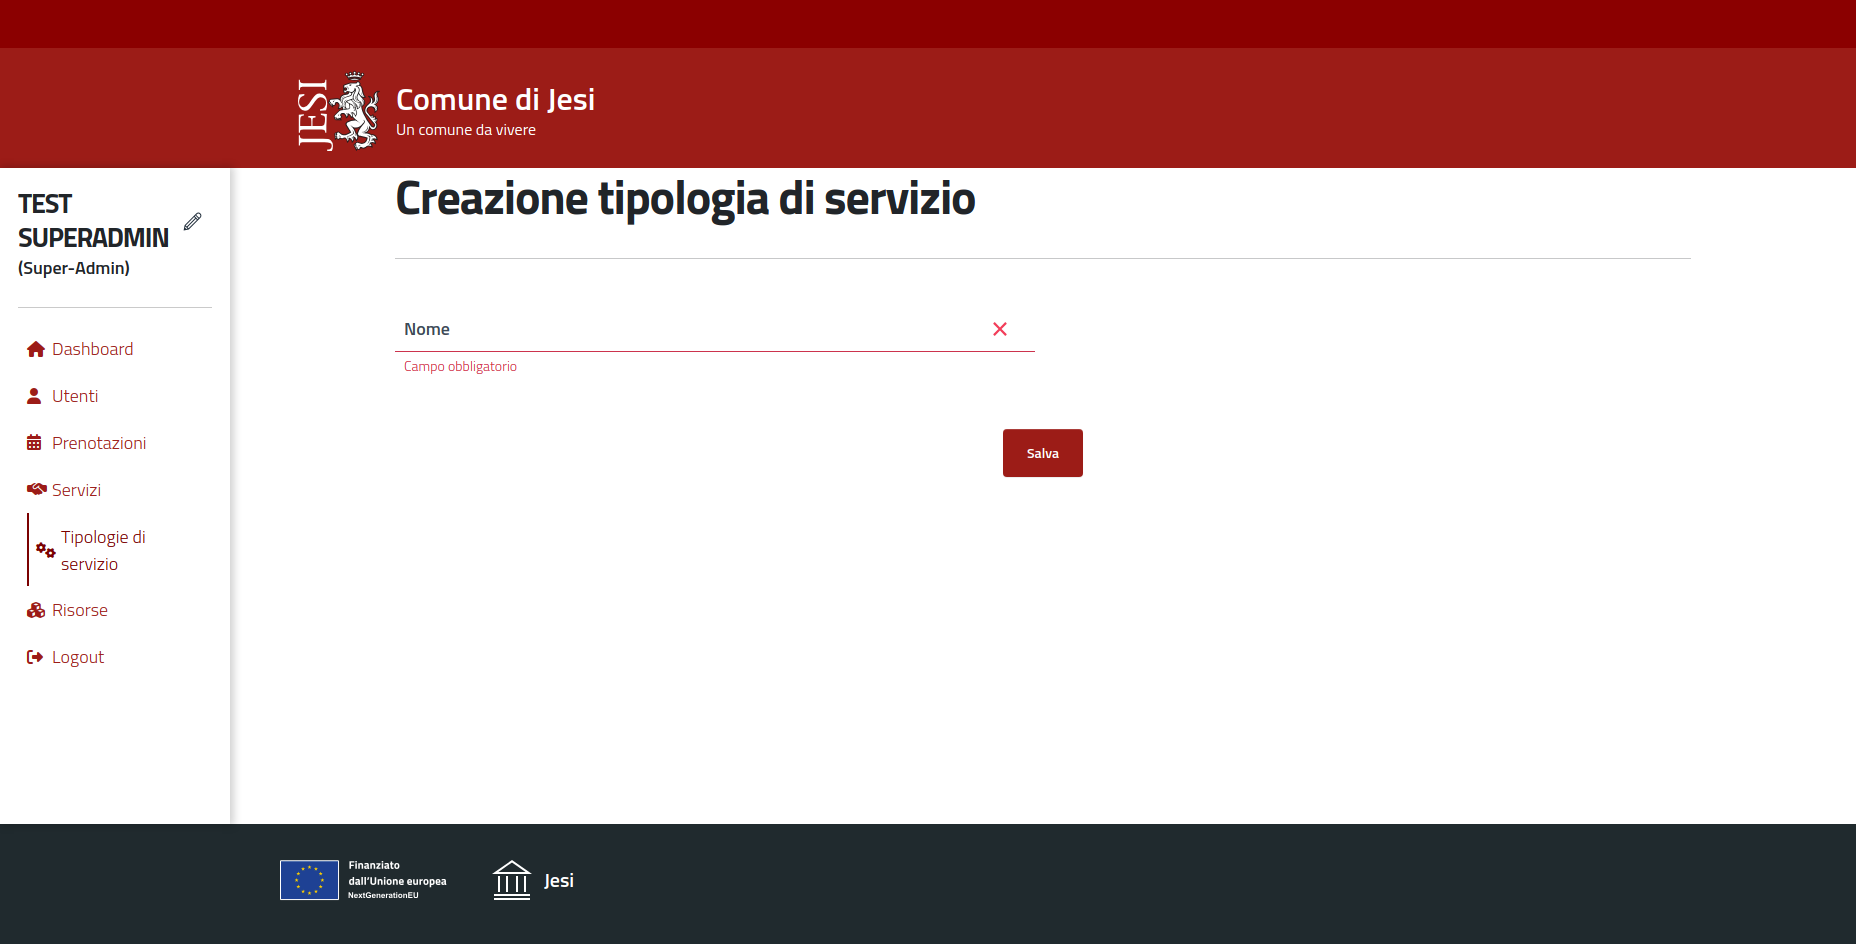 JESI
Comune di Jesi
Un comune da vivere
TEST
SUPERADMIN
(Super-Admin)
Dashboard
Utenti
Prenotazioni
Servizi
Tipologie di
servizio
Risorse
Logout
Creazione tipologia di servizio
Nome
Campo obbligatorio
Salva
Finanziato
dall'Unione europea
NextGenerationEU
Jesi